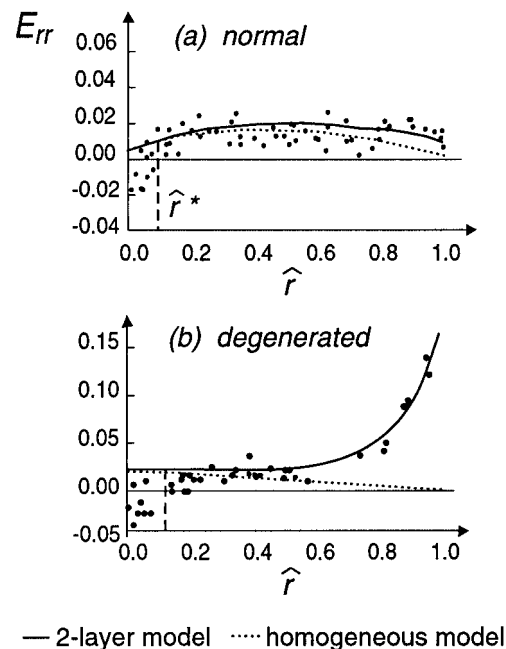 E_rr
(a) normal
0.06
0.04
0.02
0.00
-0.02
-0.04
r̂*
0.0 0.2 0.4 0.6 0.8 1.0
r̂
(b) degenerated
0.15
0.10
0.05
0.00
-0.05
0.0 0.2 0.4 0.6 0.8 1.0
r̂
2-layer model homogeneous model